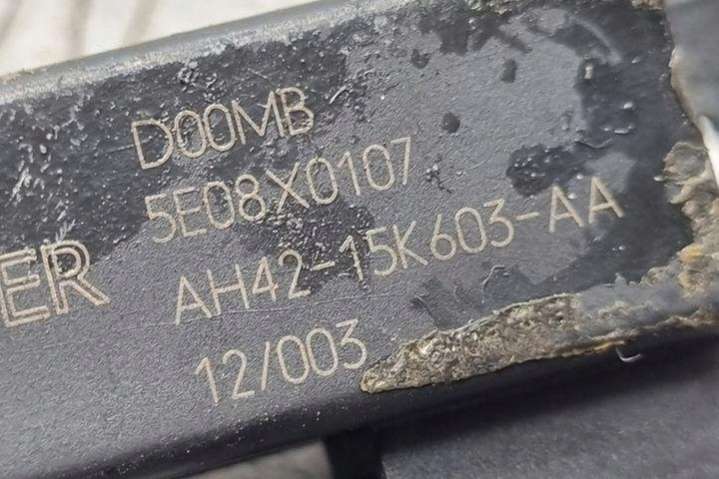 D00MB
5E08X0107
ER
AH42-15K603-AA
12/003